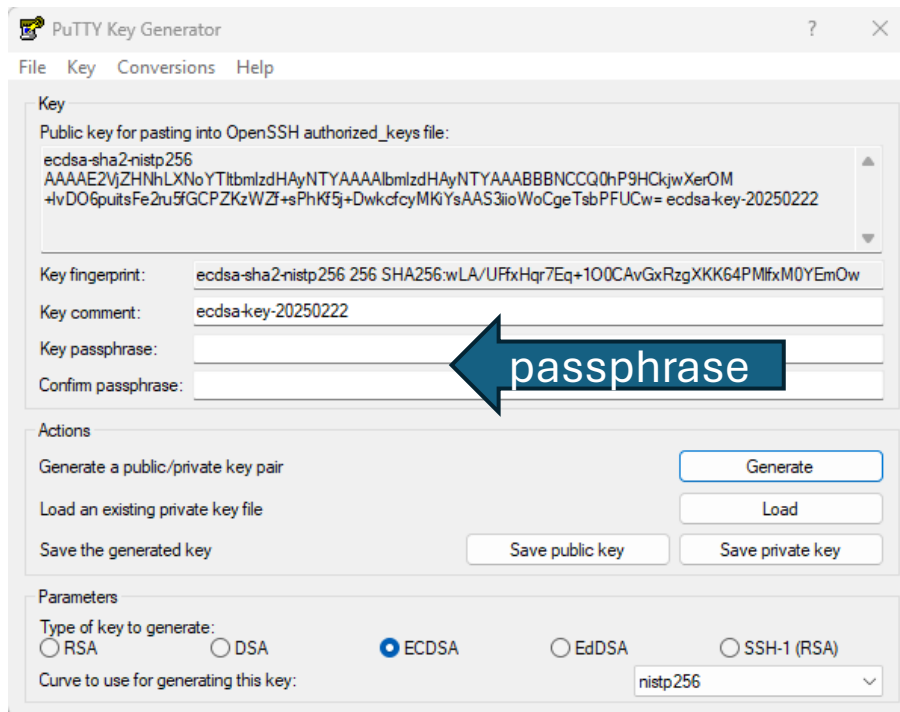 PuTTY Key Generator
File Key Conversions Help
Key
Public key for pasting into OpenSSH authorized_keys file:
ecdsa-sha2-nistp256
AAAAE2VjZHNhLXNoYTItbmlzdHAyNTYAAAAIbmlzdHAyNTYAAABBBNCCQ0hP9HCkjwXerOM
+lvDO6puitsFe2ru5fGCPZKzWZf+sPhKf5j+DwkcfcyMKiYsAAS3iioWoCgeTsbPFUCw= ecdsa-key-20250222
Key fingerprint: ecdsa-sha2-nistp256 256 SHA256:wLA/UFfxHqr7Eq+1O0CAvGxRzgXKK64PMlfxM0YEmOw
Key comment: ecdsa-key-20250222
Key passphrase:
passphrase
Confirm passphrase:
Actions
Generate a public/private key pair Generate
Load an existing private key file Load
Save the generated key Save public key Save private key
Parameters
Type of key to generate:
RSA DSA ECDSA EdDSA SSH-1 (RSA)
Curve to use for generating this key: nistp256